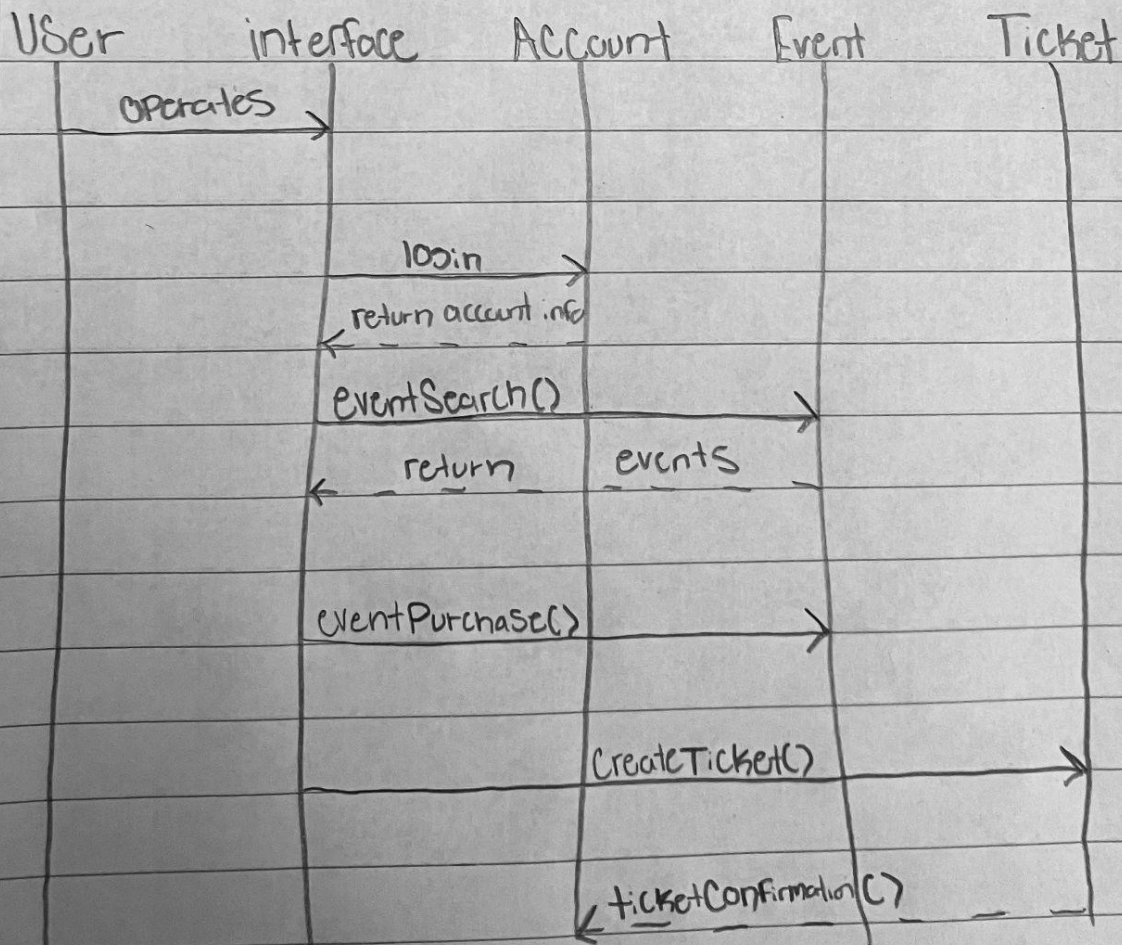 User interface Account Event Ticket
operates
login
return account info
eventSearch()
return events
eventPurchase()
CreateTicket()
ticketConfirmation()